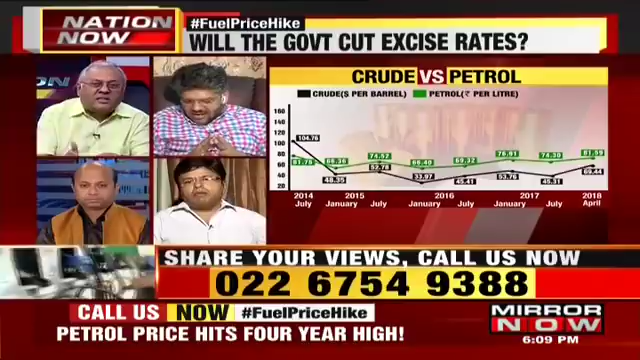 NATION
NOW
#FuelPriceHike
WILL THE GOVT CUT EXCISE RATES?
CRUDE VS PETROL
CRUDE($ PER BARREL) PETROL(₹ PER LITRE)
160
140
120
100
80
60
40
20
104.76
81.75 66.36 74.52 66.40 69.32 76.91 74.30 81.59
48.35 52.78 33.97 45.41 53.76 45.31 69.44
2014 2015 2016 2017 2018
July January July January July January July April
SHARE YOUR VIEWS, CALL US NOW
022 6754 9388
CALL US NOW #FuelPriceHike
PETROL PRICE HITS FOUR YEAR HIGH!
MIRROR
NOW
6:09 PM